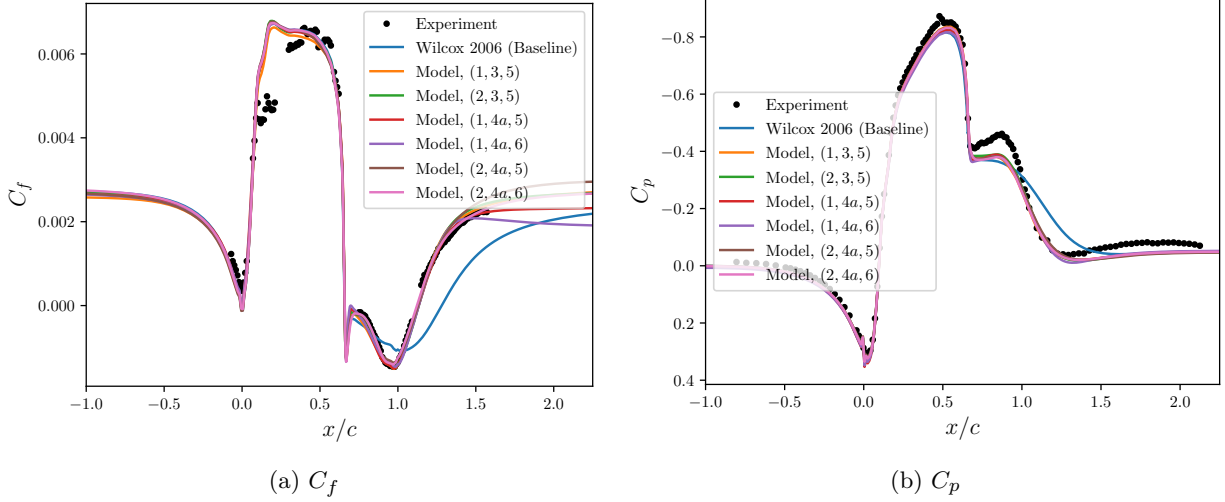 0.006
0.004
0.002
0.000
C_f
−1.0
−0.5
0.0
0.5
1.0
1.5
2.0
x/c
Experiment
Wilcox 2006 (Baseline)
Model, (1, 3, 5)
Model, (2, 3, 5)
Model, (1, 4a, 5)
Model, (1, 4a, 6)
Model, (2, 4a, 5)
Model, (2, 4a, 6)
(a) C_f
−0.8
−0.6
−0.4
−0.2
0.0
0.2
0.4
C_p
−1.0
−0.5
0.0
0.5
1.0
1.5
2.0
x/c
Experiment
Wilcox 2006 (Baseline)
Model, (1, 3, 5)
Model, (2, 3, 5)
Model, (1, 4a, 5)
Model, (1, 4a, 6)
Model, (2, 4a, 5)
Model, (2, 4a, 6)
(b) C_p